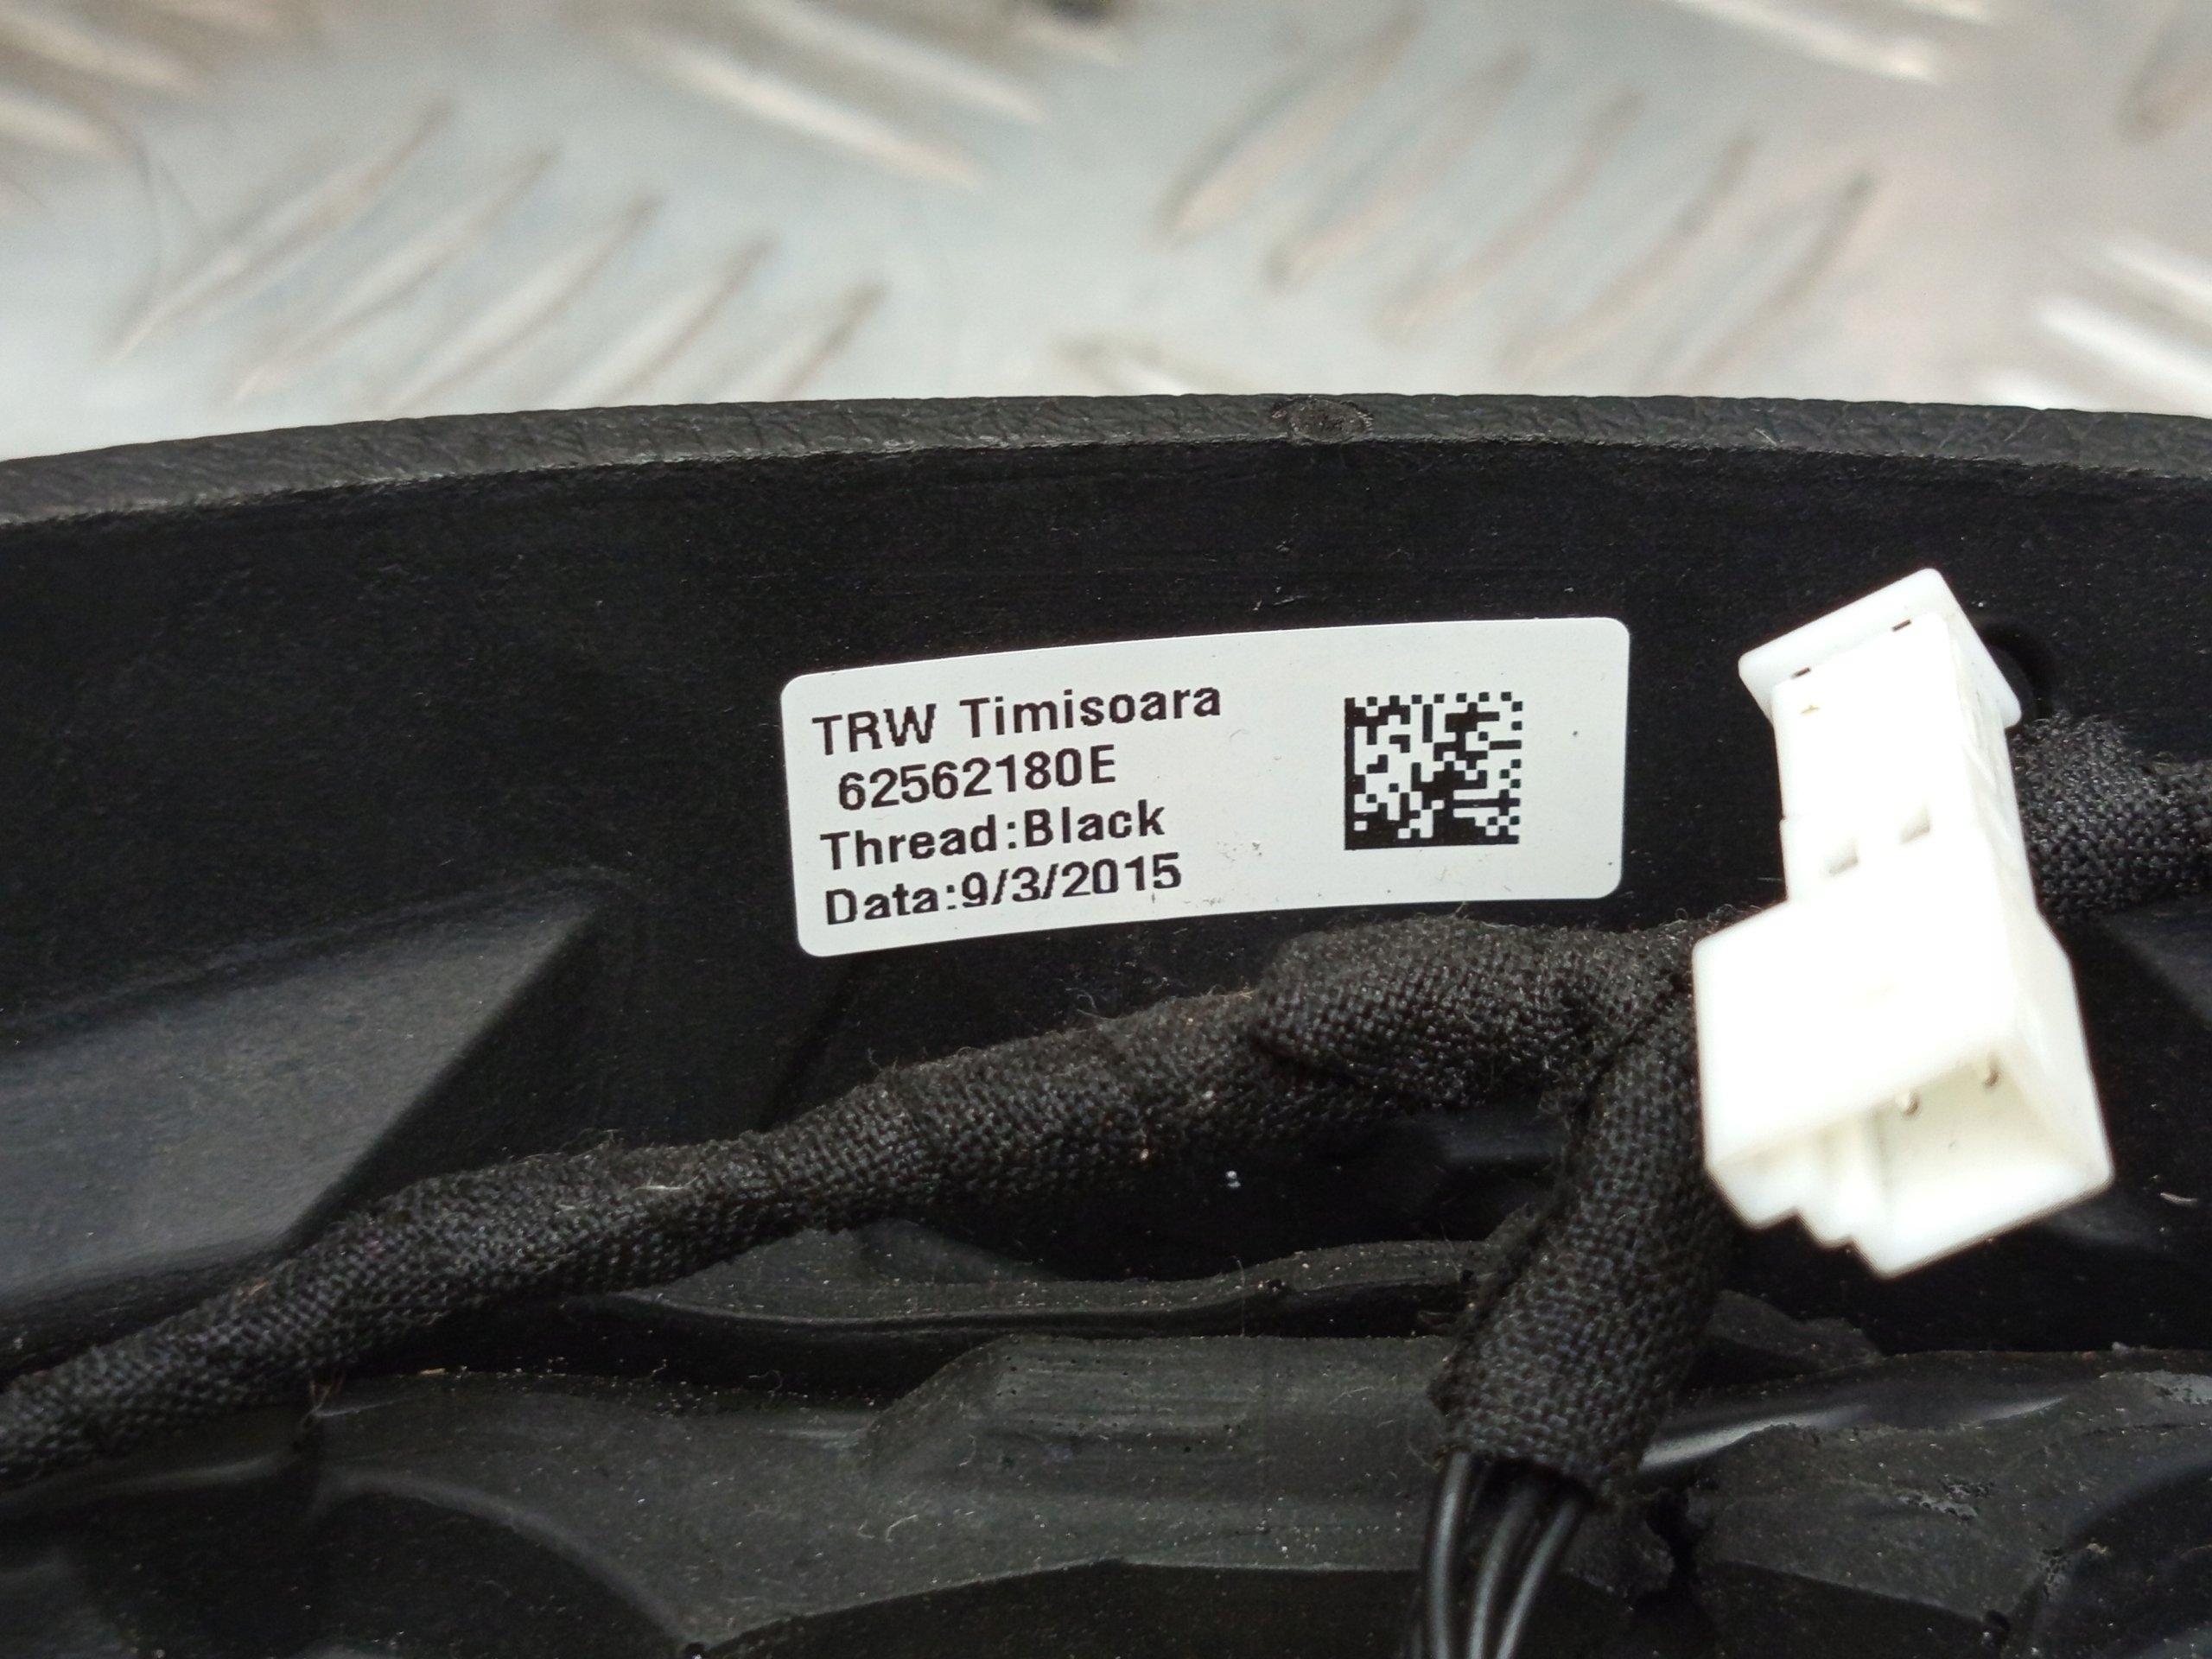 TRW Timisoara
62562180E
Thread:Black
Data:9/3/2015